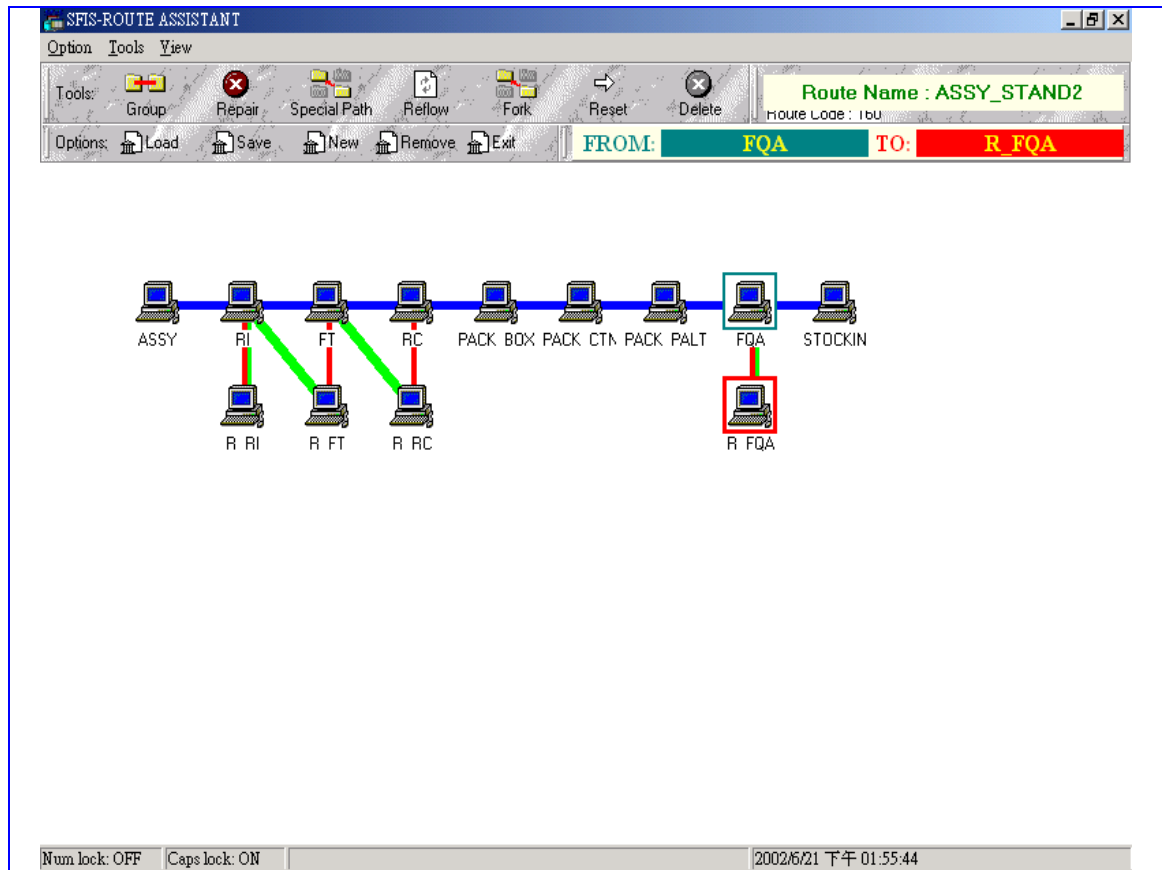 SFIS-ROUTE ASSISTANT
Option Tools View
Tools: Group Repair Special Path Reflow Fork Reset Delete
Route Name : ASSY_STAND2
Route Code : 160
Options: Load Save New Remove Exit
FROM: FQA TO: R_FQA
ASSY RI FT RC PACK BOX PACK CTN PACK PALT FQA STOCKIN
R RI R FT R RC R FQA
Num lock: OFF Caps lock: ON 2002/6/21 下午 01:55:44